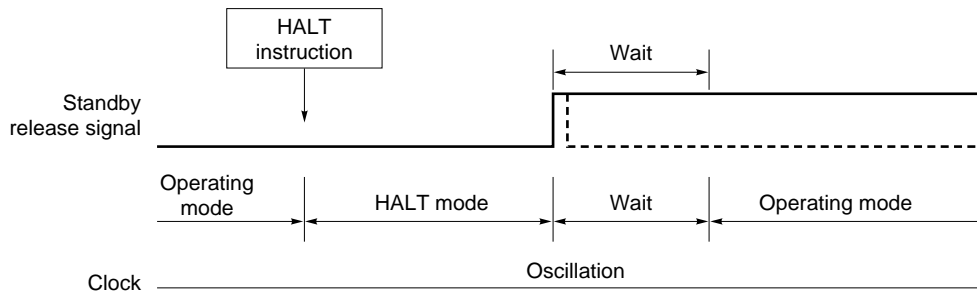 HALT
instruction
Wait
Standby
release signal
Operating
mode
HALT mode
Wait
Operating mode
Oscillation
Clock